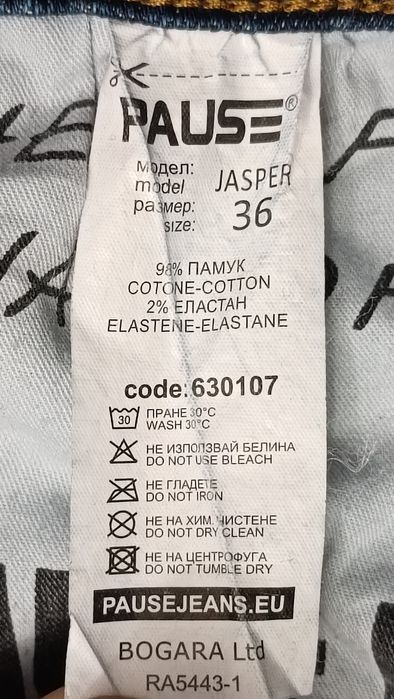 PAUSE®
Модел:
model JASPER
размер:
size: 36
98% ПАМУК
COTONE-COTTON
2% ЕЛАСТАН
ELASTENE-ELASTANE
code:630107
30 ПРАНЕ 30°C
WASH 30°C
НЕ ИЗПОЛЗВАЙ БЕЛИНА
DO NOT USE BLEACH
НЕ ГЛАДЕТЕ
DO NOT IRON
НЕ НА ХИМ. ЧИСТЕНЕ
DO NOT DRY CLEAN
НЕ НА ЦЕНТРОФУГА
DO NOT TUMBLE DRY
PAUSEJEANS.EU
BOGARA Ltd
RA5443-1